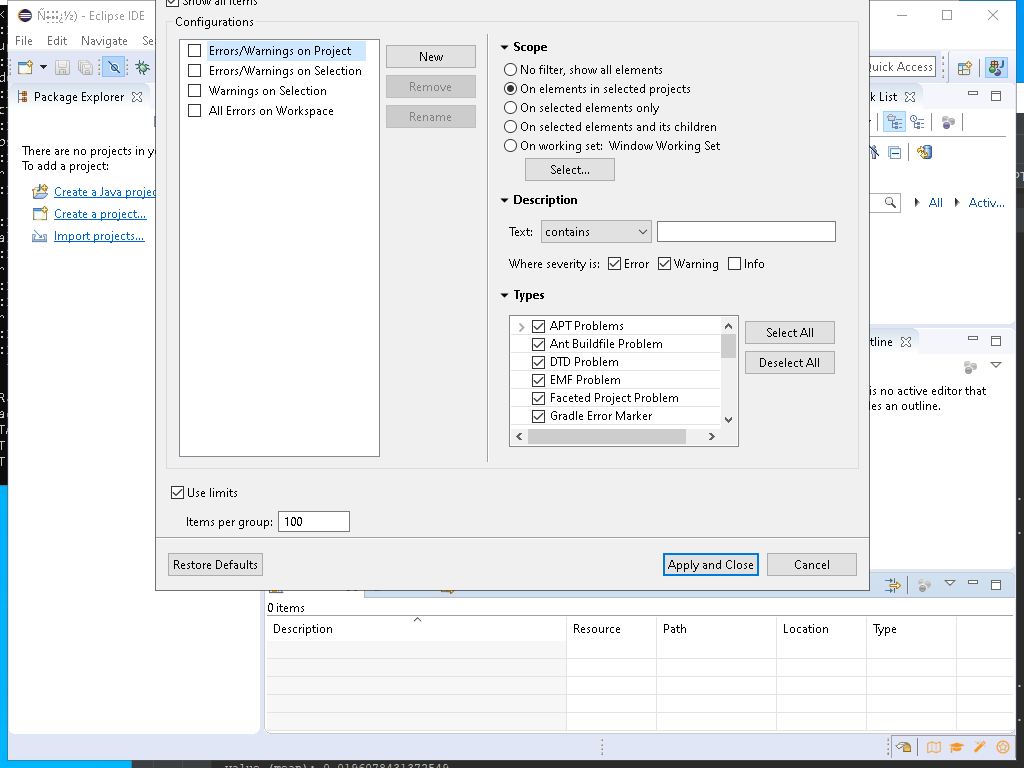 Show all items
- Eclipse IDE
File Edit Navigate Se
Configurations
Errors/Warnings on Project
Errors/Warnings on Selection
Warnings on Selection
All Errors on Workspace
New
Remove
Rename
Scope
No filter, show all elements
On elements in selected projects
On selected elements only
On selected elements and its children
On working set: Window Working Set
Select...
Description
Text: contains
Where severity is: Error Warning Info
Types
APT Problems
Ant Buildfile Problem
DTD Problem
EMF Problem
Faceted Project Problem
Gradle Error Marker
Select All
Deselect All
Use limits
Items per group: 100
Restore Defaults
Apply and Close
Cancel
Package Explorer
There are no projects in y
To add a project:
Create a Java projec
Create a project...
Import projects...
Quick Access
k List
All Activ...
tline
is no active editor that
es an outline.
0 items
Description Resource Path Location Type
value (mean): 0.0196078431372549